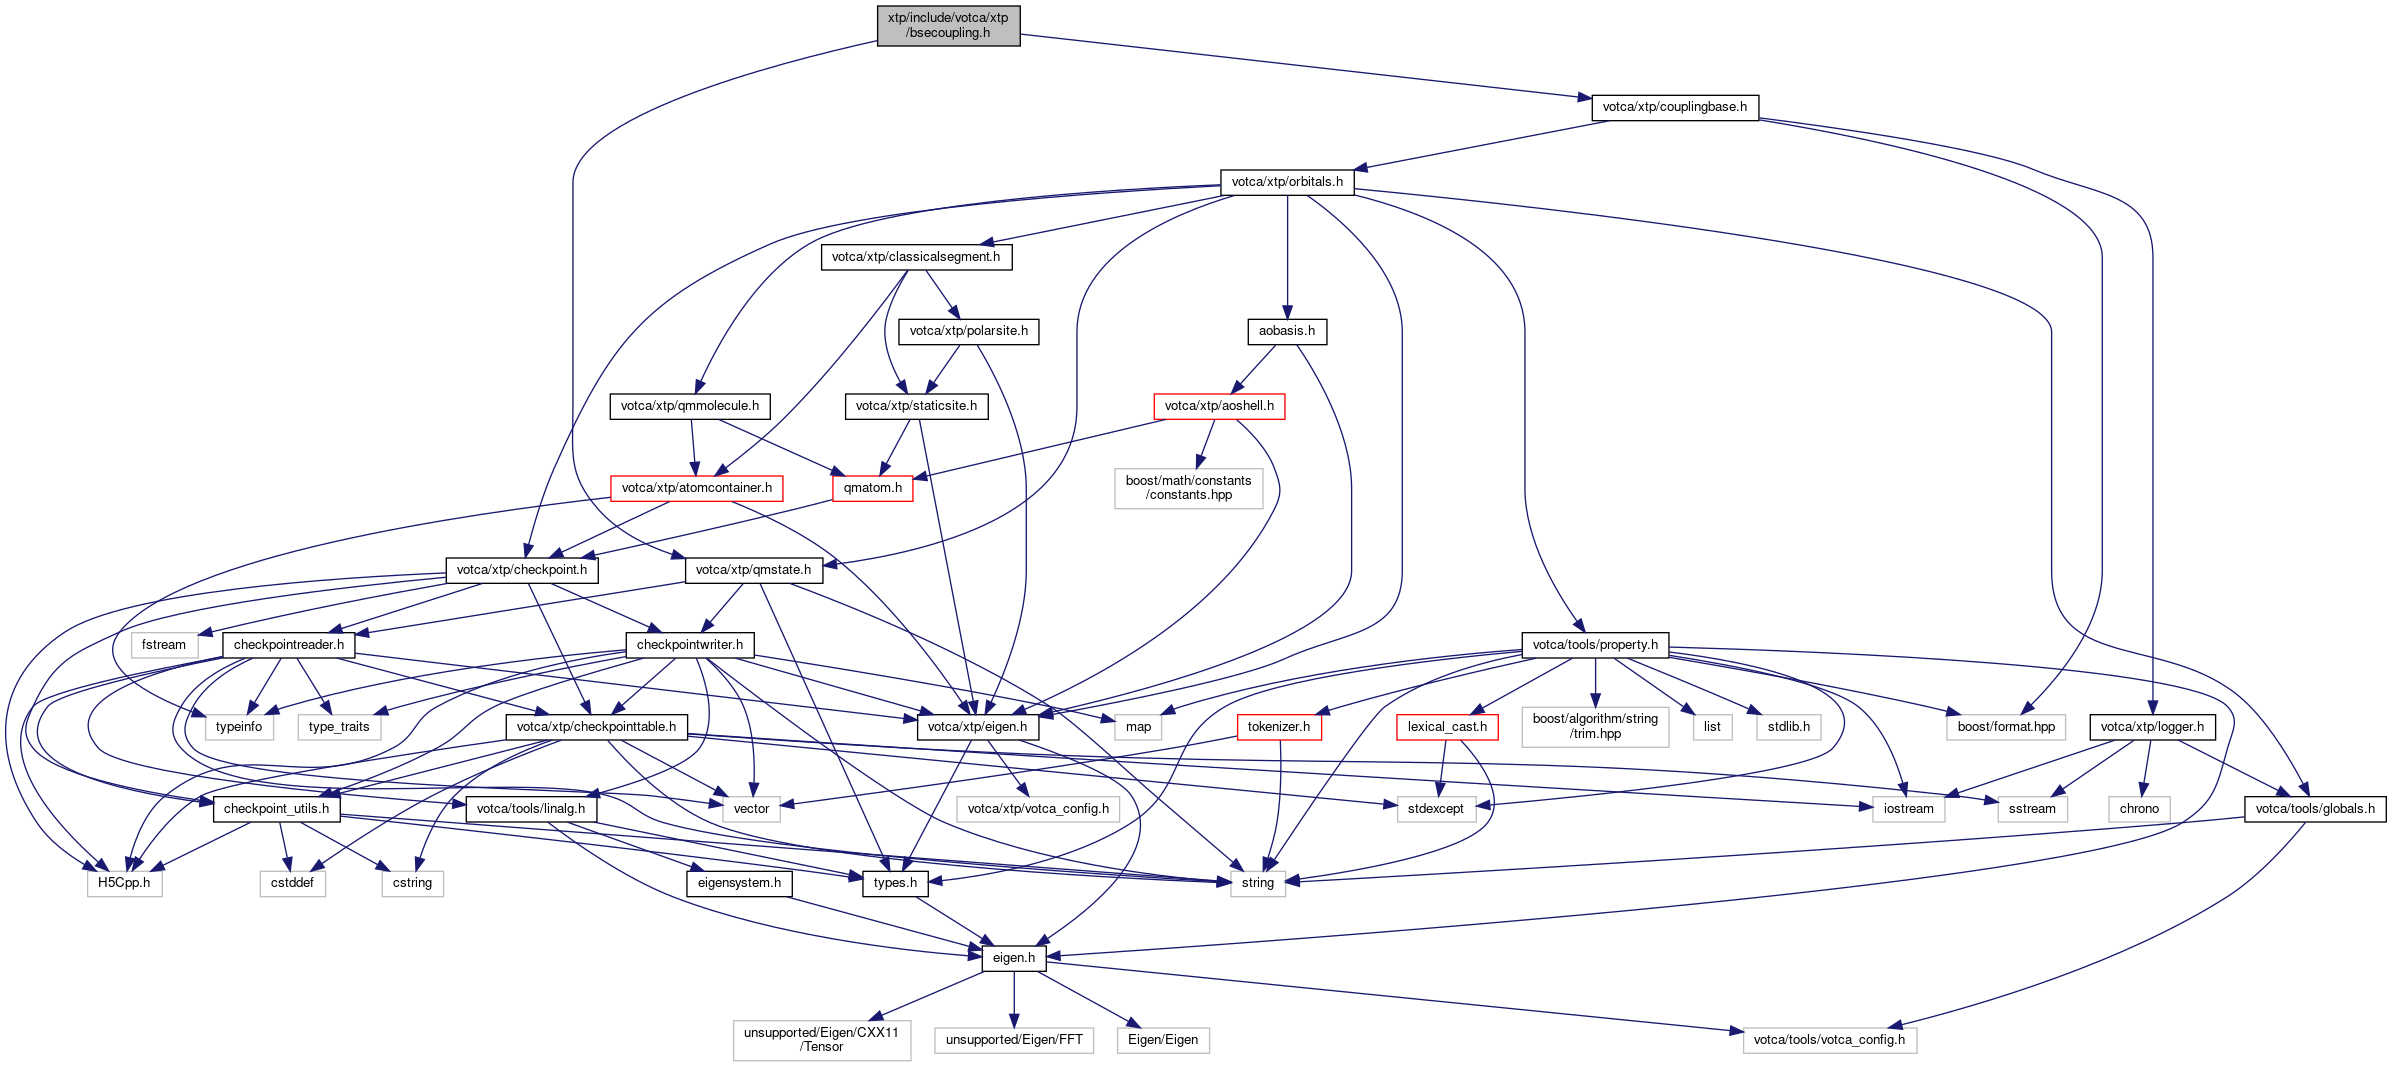 xtp/include/votca/xtp
/bsecoupling.h
votca/xtp/couplingbase.h
votca/xtp/orbitals.h
votca/xtp/classicalsegment.h
votca/xtp/polarsite.h
aobasis.h
votca/xtp/qmmolecule.h
votca/xtp/staticsite.h
votca/xtp/aoshell.h
votca/xtp/atomcontainer.h
qmatom.h
boost/math/constants
/constants.hpp
votca/xtp/checkpoint.h
votca/xtp/qmstate.h
fstream
checkpointreader.h
checkpointwriter.h
votca/tools/property.h
typeinfo
type_traits
votca/xtp/checkpointtable.h
votca/xtp/eigen.h
map
tokenizer.h
lexical_cast.h
boost/algorithm/string
/trim.hpp
list
stdlib.h
boost/format.hpp
votca/xtp/logger.h
checkpoint_utils.h
votca/tools/linalg.h
vector
votca/xtp/votca_config.h
stdexcept
iostream
sstream
chrono
votca/tools/globals.h
H5Cpp.h
cstddef
cstring
eigensystem.h
types.h
string
eigen.h
unsupported/Eigen/CXX11
/Tensor
unsupported/Eigen/FFT
Eigen/Eigen
votca/tools/votca_config.h